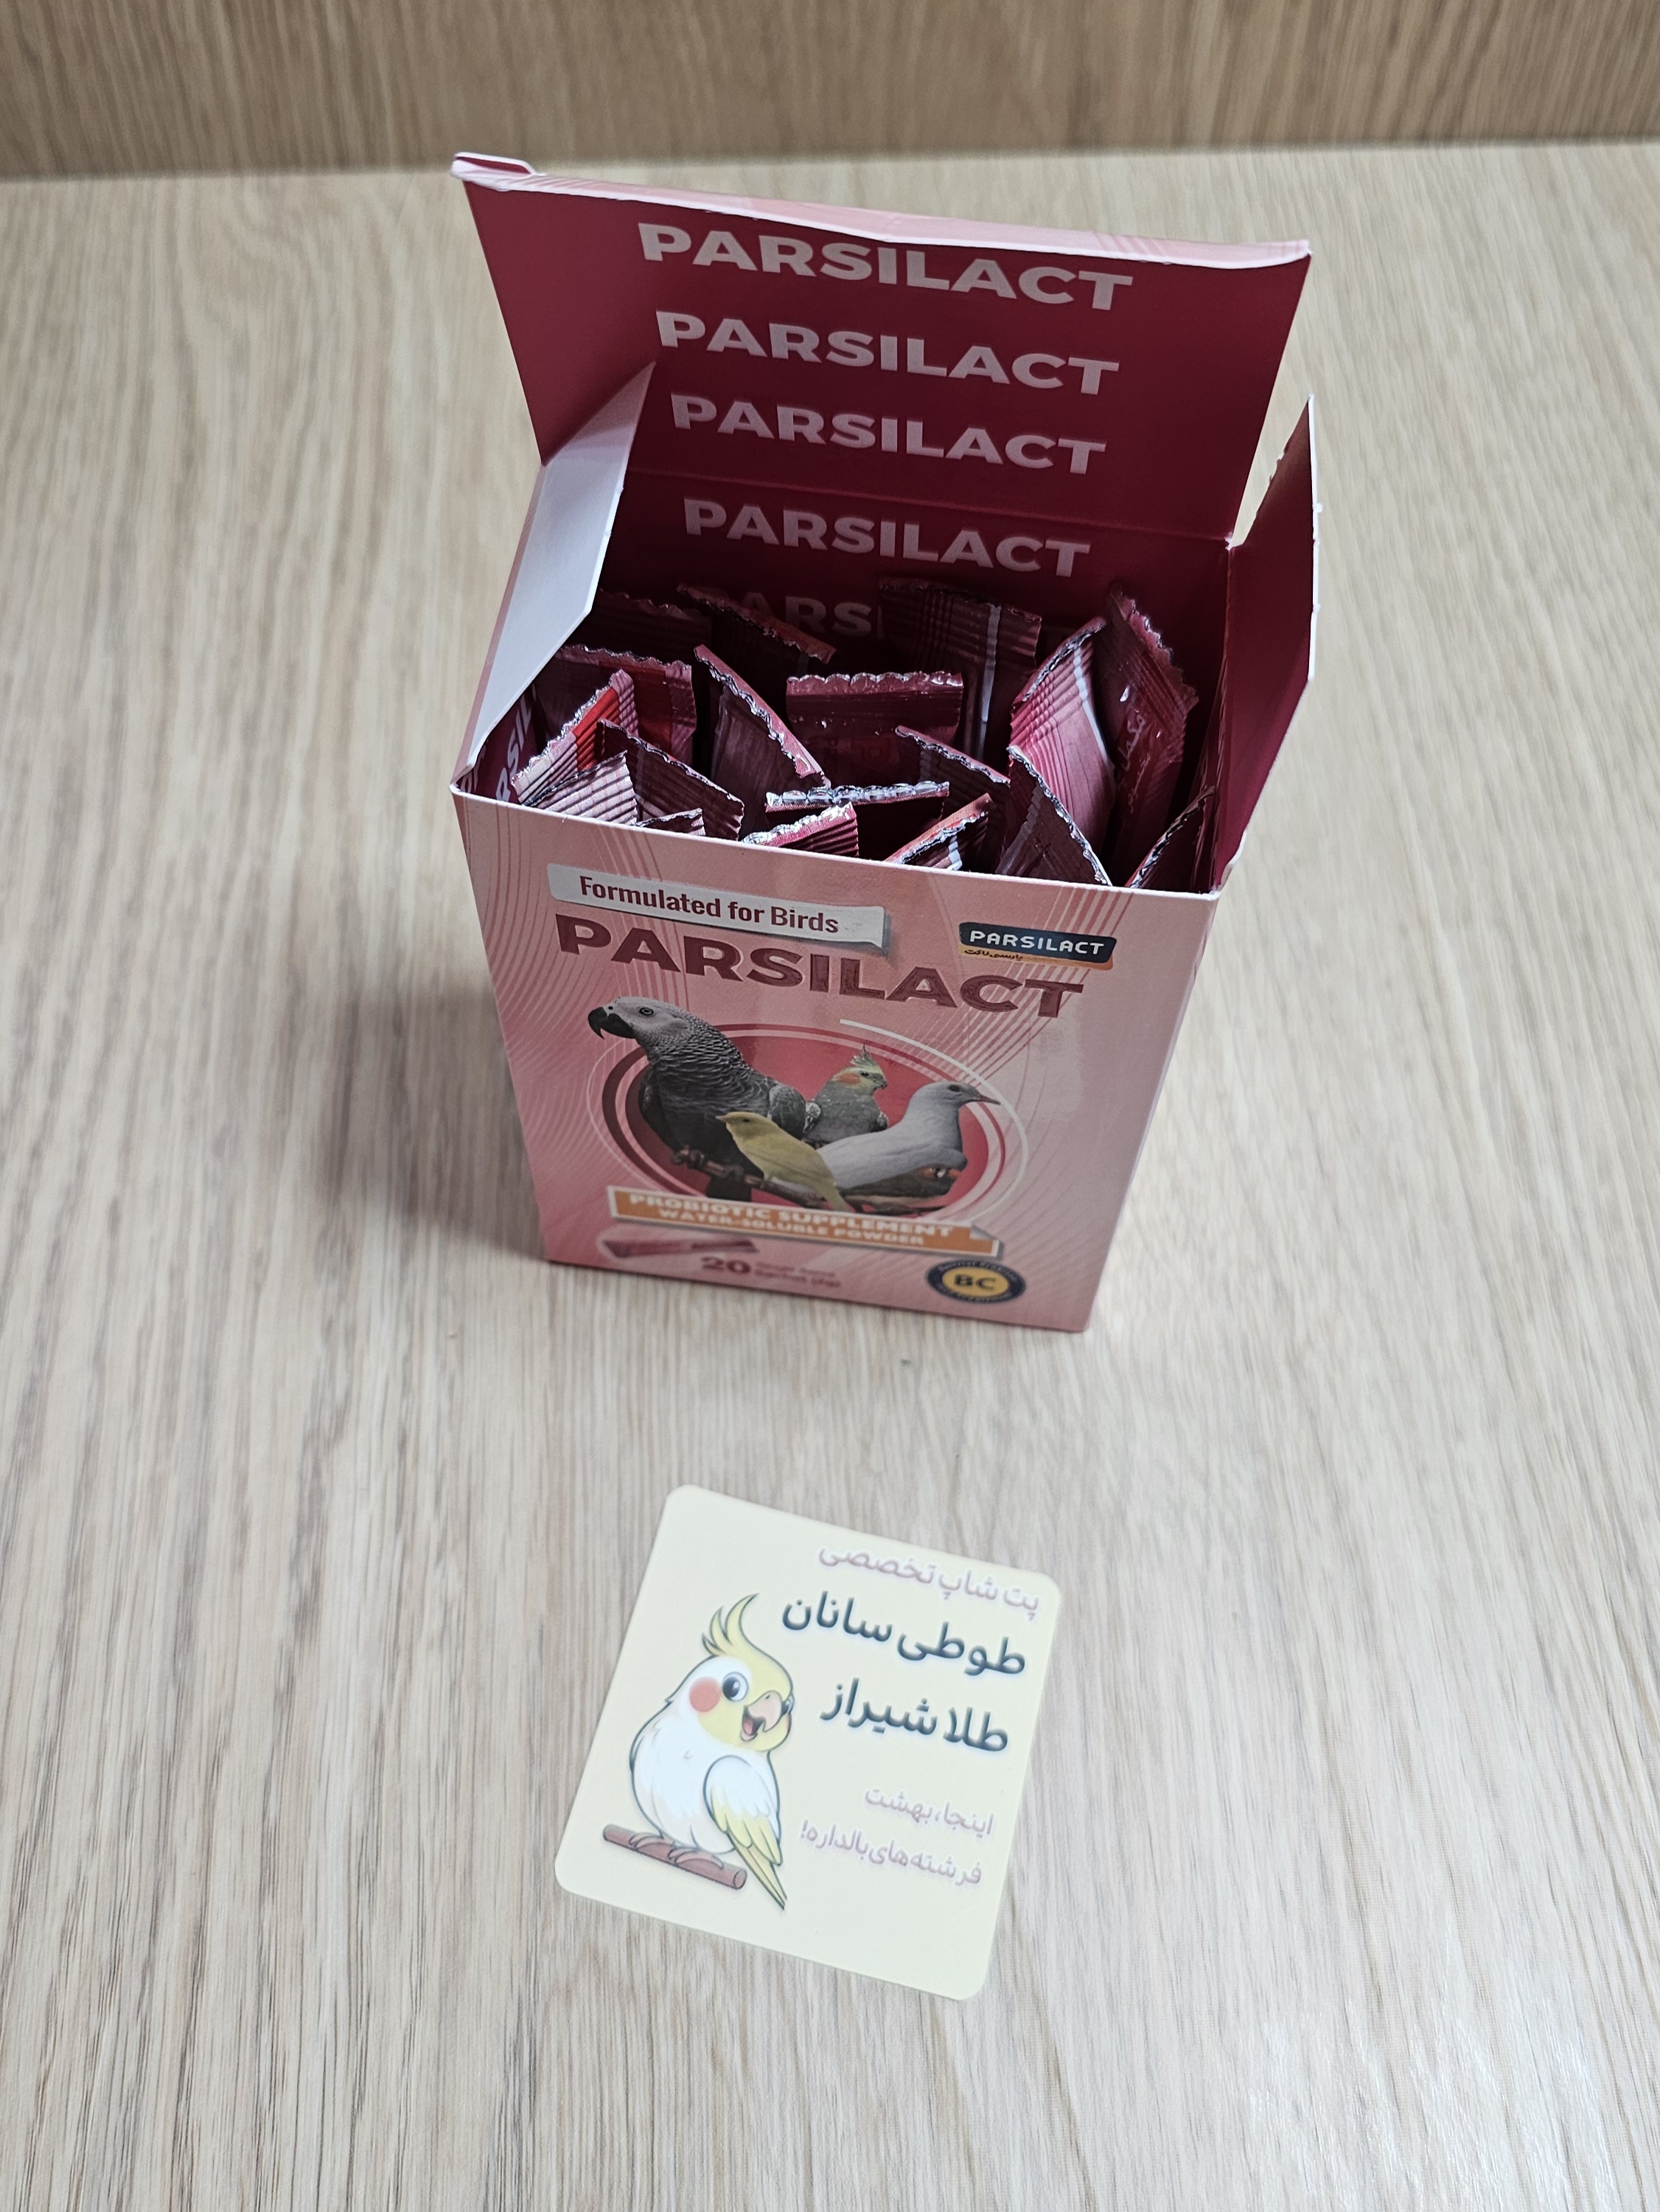 PARSILACT
PARSILACT
PARSILACT
PARSILACT
Formulated for Birds
PARSILACT
PARSILACT
پارسی لاکت
PROBIOTIC SUPPLEMENT
WATER-SOLUBLE POWDER
20
BC
پت شاپ تخصصی
طوطی سانان
طلا شیراز
اینجا، بهشت
فرشته‌های بالداره!